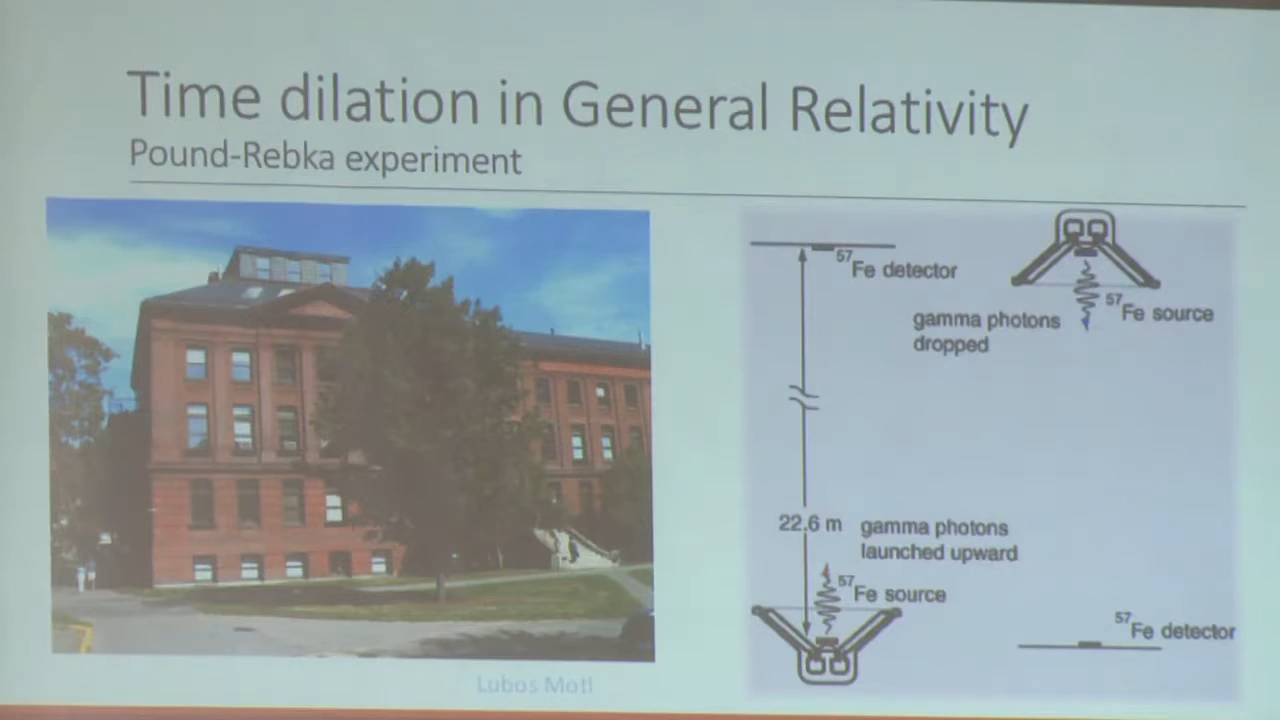 Time dilation in General Relativity
Pound-Rebka experiment
57Fe detector
57Fe source
gamma photons
dropped
22.6 m
gamma photons
launched upward
57Fe source
57Fe detector
Lubos Motl